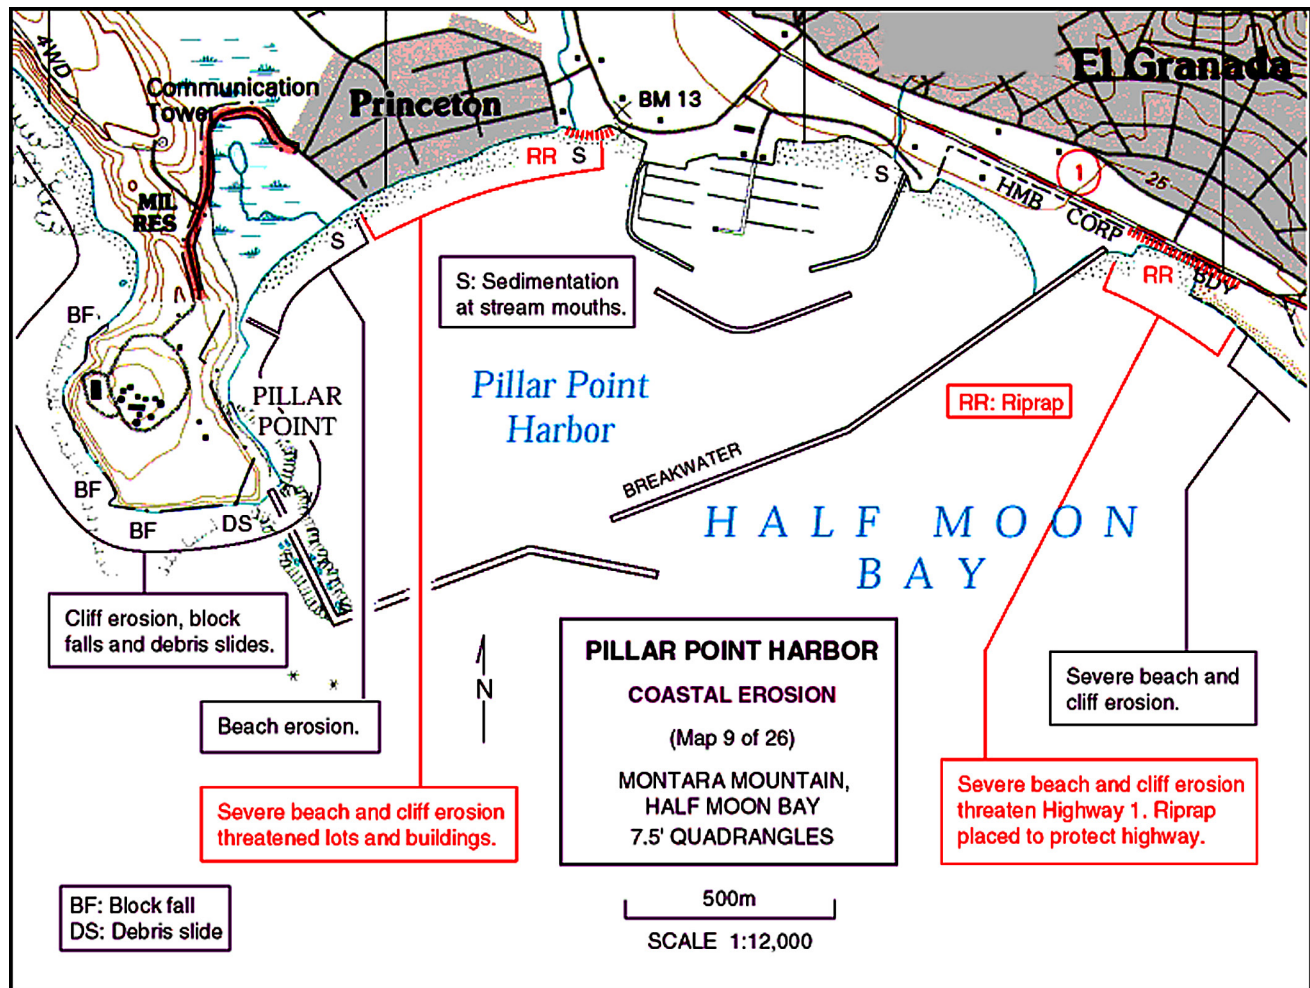 4WD
Communication
Tower
Princeton
BM 13
El Granada
RR S
S
1
25
MIL
RES
HMB CORP BDY
S
RR
S: Sedimentation
at stream mouths.
BF
PILLAR
POINT
Pillar Point
Harbor
RR: Riprap
BREAKWATER
BF
BF
DS
HALF MOON
BAY
Cliff erosion, block
falls and debris slides.
N
Beach erosion.
Severe beach and cliff erosion
threatened lots and buildings.
PILLAR POINT HARBOR
COASTAL EROSION
(Map 9 of 26)
MONTARA MOUNTAIN,
HALF MOON BAY
7.5' QUADRANGLES
Severe beach and
cliff erosion.
Severe beach and cliff erosion
threaten Highway 1. Riprap
placed to protect highway.
BF: Block fall
DS: Debris slide
500m
SCALE 1:12,000